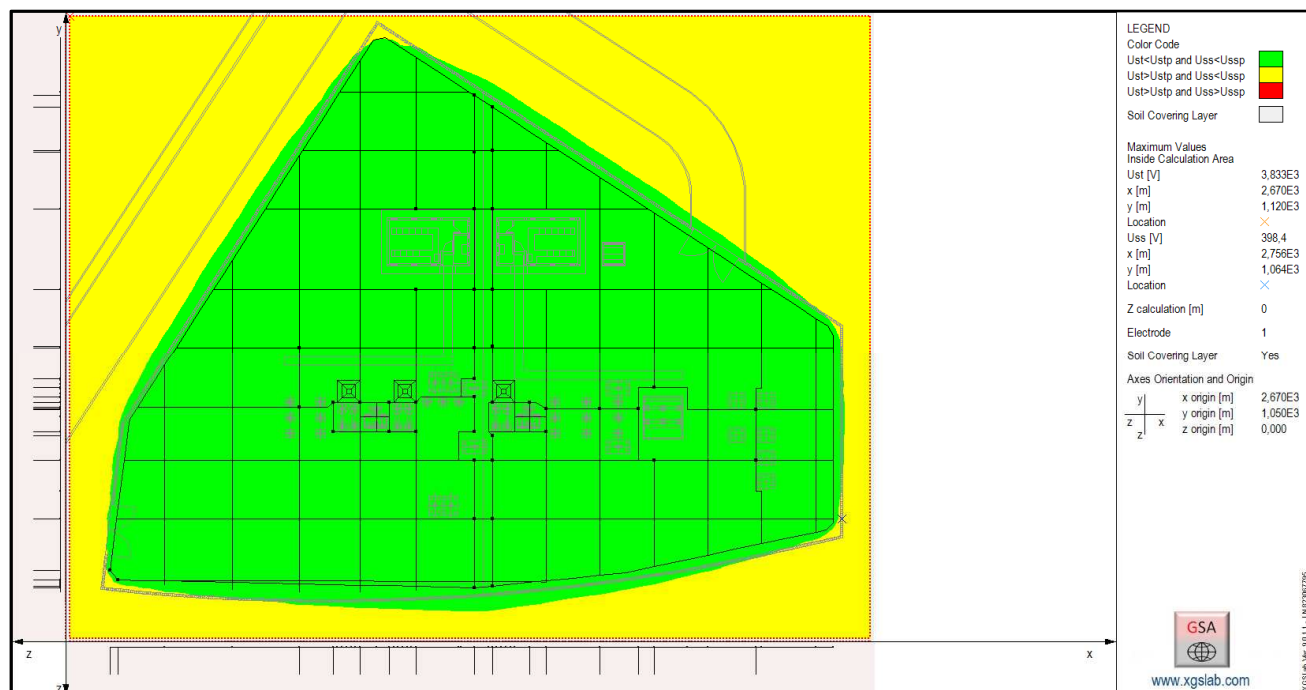 y
z
x
z
LEGEND
Color Code
Ust<Ustp and Uss<Ussp
Ust>Ustp and Uss<Ussp
Ust>Ustp and Uss>Ussp
Soil Covering Layer
Maximum Values
Inside Calculation Area
Ust [V] 3,833E3
x [m] 2,670E3
y [m] 1,120E3
Location
Uss [V] 398,4
x [m] 2,756E3
y [m] 1,064E3
Location
Z calculation [m] 0
Electrode 1
Soil Covering Layer Yes
Axes Orientation and Origin
y x origin [m] 2,670E3
z x y origin [m] 1,050E3
z z origin [m] 0,000
GSA
www.xgslab.com